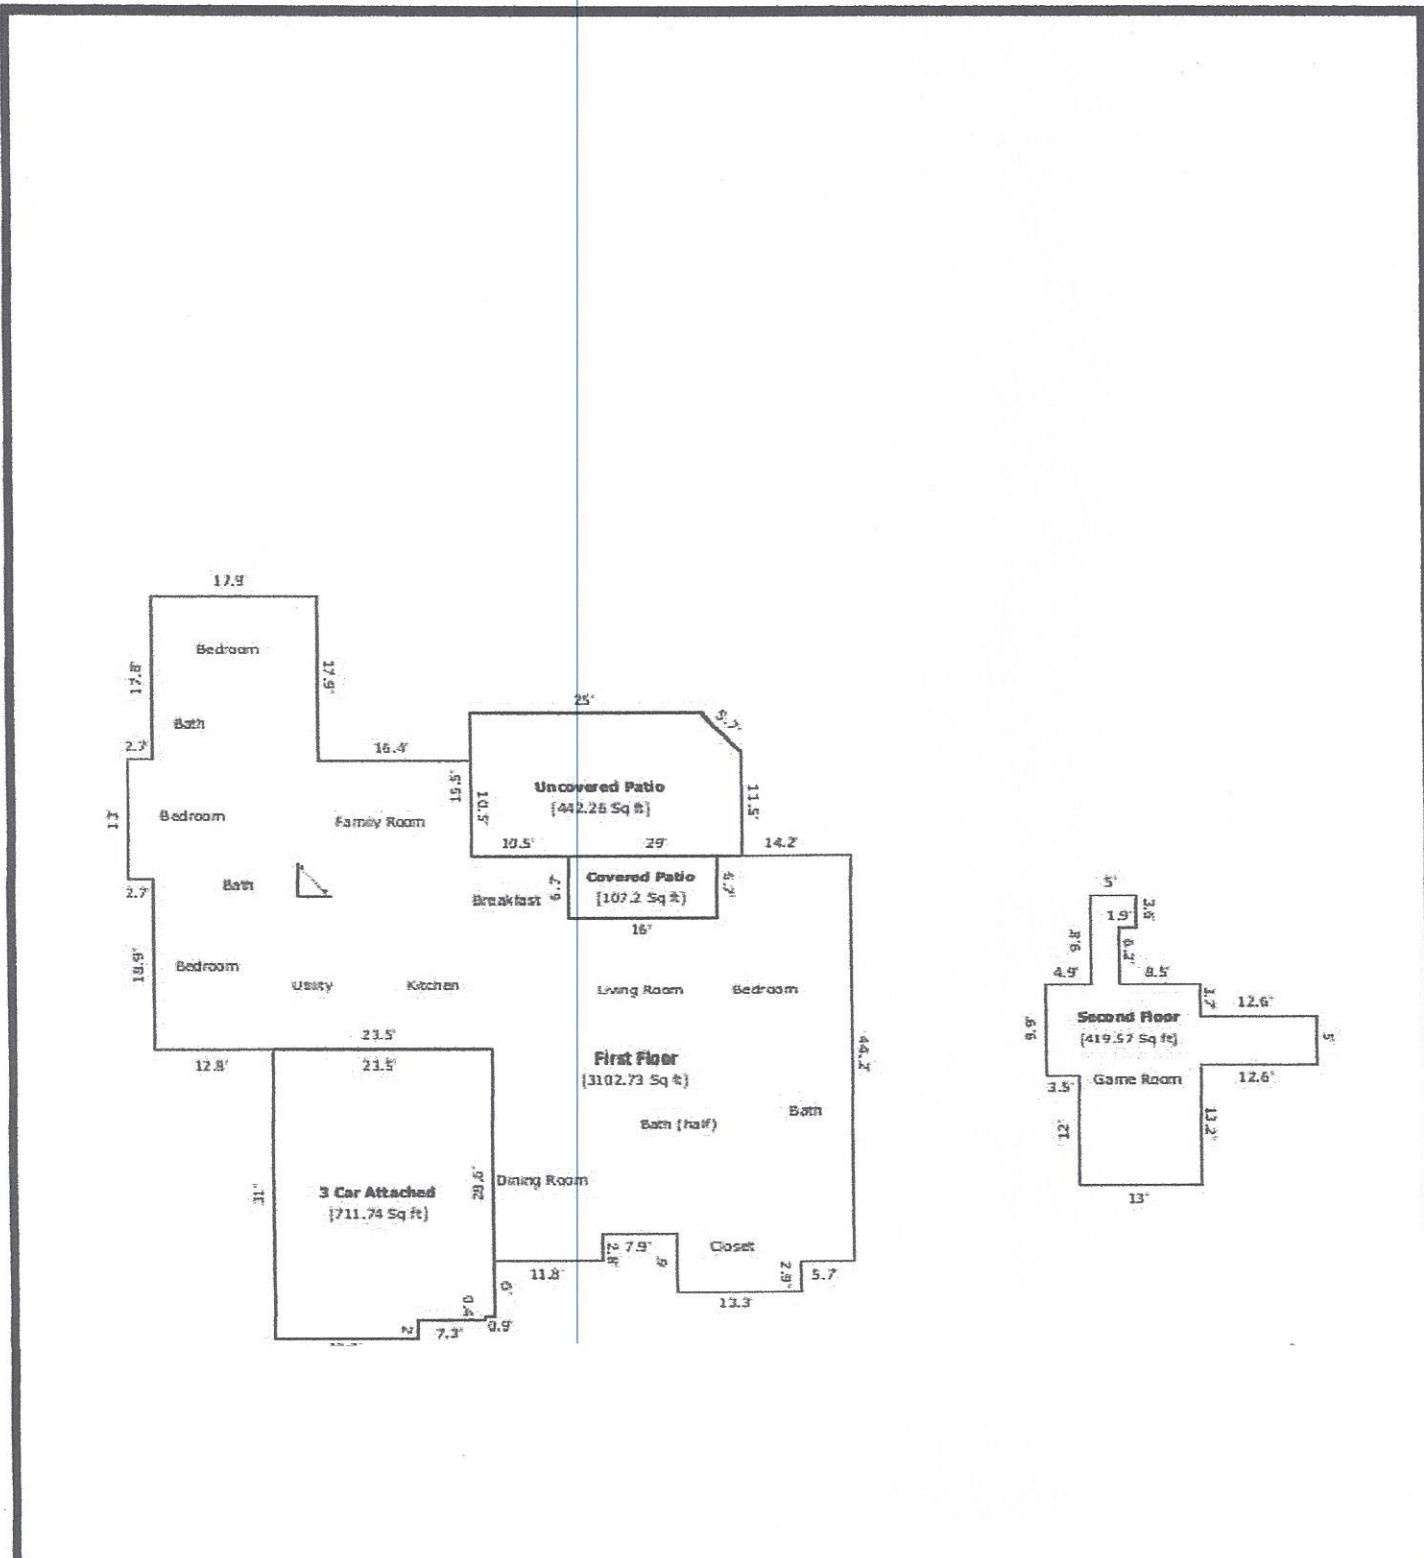 17.9'
Bedroom
17.8'
17.9'
Bath
2.7'
16.4'
25'
5.7'
15.5'
Uncovered Patio
[442.26 Sq ft]
10.5'
11.5'
13'
Bedroom
Family Room
10.5'
29'
14.2'
2.7'
Bath
Breakfast
6.7'
Covered Patio
[107.2 Sq ft]
6.7'
16'
18.9'
Bedroom
Utility
Kitchen
Living Room
Bedroom
23.5'
12.8'
23.5'
First Floor
[3102.73 Sq ft]
44.2'
Bath (half)
Bath
31'
3 Car Attached
[711.74 Sq ft]
28.9'
Dining Room
2.8'
7.9'
Closet
11.8'
6'
2.9'
5.7'
13.3'
0.4'
2'
7.3'
0.9'
5'
1.9'
3.6'
6.2'
4.9'
8.5'
3.7'
12.6'
Second Floor
[419.57 Sq ft]
9.9'
5'
Game Room
3.5'
12.6'
12'
13.2'
13'